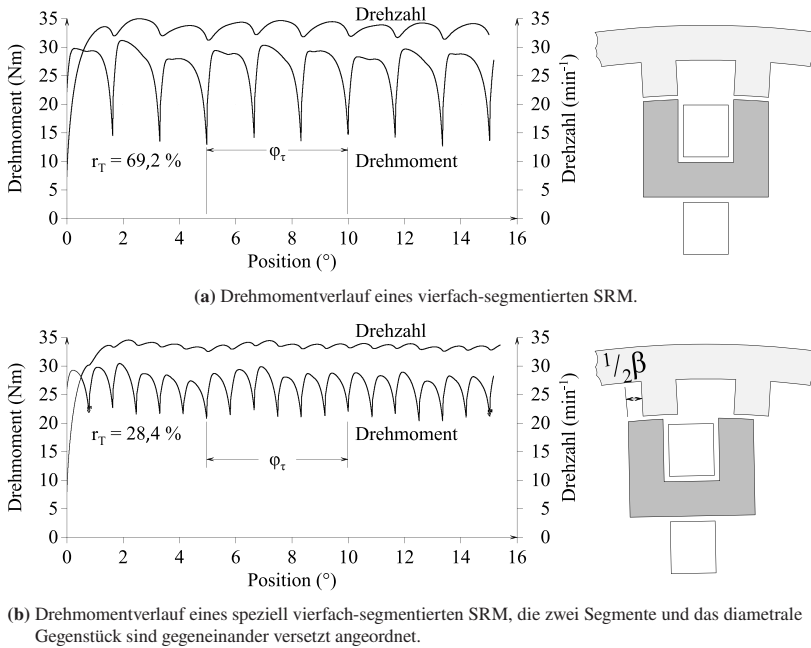 Drehmoment (Nm)
35
30
25
20
15
10
5
0
Drehzahl
r_T = 69,2 %
φ_τ
Drehmoment
0 2 4 6 8 10 12 14 16
Position (°)
35
30
25
20
15
10
5
0
Drehzahl (min⁻¹)
(a) Drehmomentverlauf eines vierfach-segmentierten SRM.
Drehmoment (Nm)
35
30
25
20
15
10
5
0
Drehzahl
r_T = 28,4 %
φ_τ
Drehmoment
0 2 4 6 8 10 12 14 16
Position (°)
35
30
25
20
15
10
5
0
Drehzahl (min⁻¹)
¹/₂β
(b) Drehmomentverlauf eines speziell vierfach-segmentierten SRM, die zwei Segmente und das diametrale
Gegenstück sind gegeneinander versetzt angeordnet.